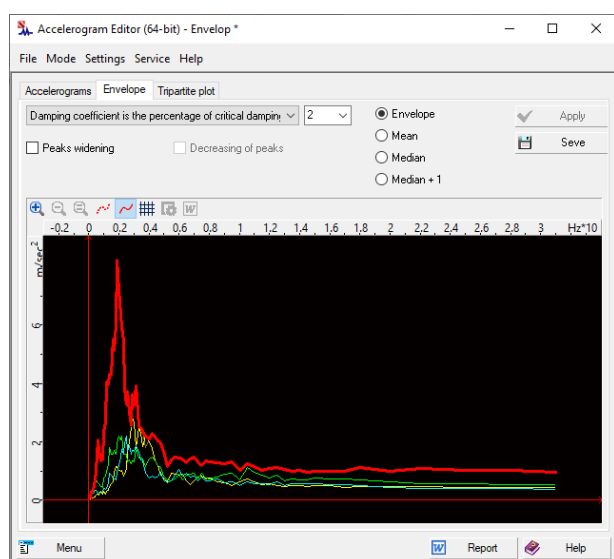 Accelerogram Editor (64-bit) - Envelop *
File Mode Settings Service Help
Accelerograms Envelope Tripartite plot
Damping coefficient is the percentage of critical dampin 2
Envelope
Mean
Median
Median + 1
Apply
Seve
Peaks widening
Decreasing of peaks
-0.2 0 0.2 0.4 0.6 0.8 1 1.2 1.4 1.6 1.8 2 2.2 2.4 2.6 2.8 3 Hz*10
m/sec2
6
4
2
0
Menu
Report
Help